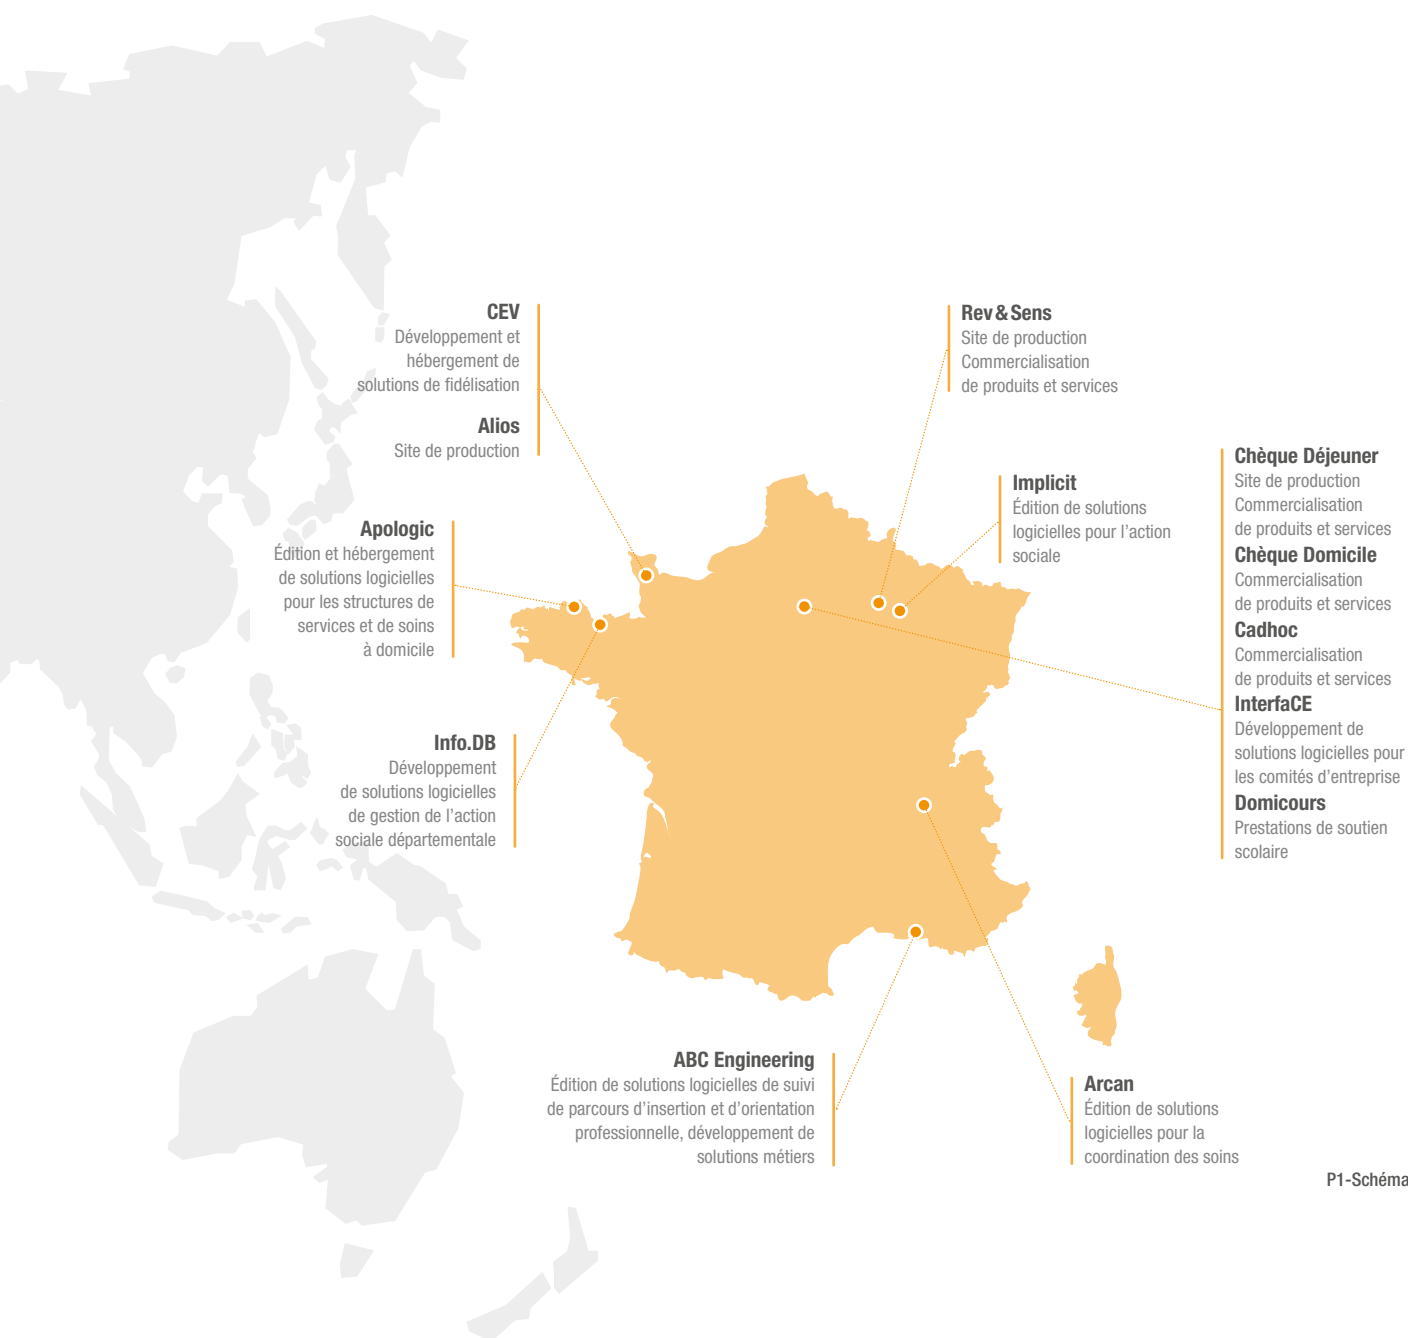 CEV
Développement et
hébergement de
solutions de fidélisation
Alios
Site de production
Apologic
Édition et hébergement
de solutions logicielles
pour les structures de
services et de soins
à domicile
Info.DB
Développement
de solutions logicielles
de gestion de l’action
sociale départementale
Rev & Sens
Site de production
Commercialisation
de produits et services
Implicit
Édition de solutions
logicielles pour l’action
sociale
Chèque Déjeuner
Site de production
Commercialisation
de produits et services
Chèque Domicile
Commercialisation
de produits et services
Cadhoc
Commercialisation
de produits et services
InterfaCE
Développement de
solutions logicielles pour
les comités d’entreprise
Domicours
Prestations de soutien
scolaire
ABC Engineering
Édition de solutions logicielles de suivi
de parcours d’insertion et d’orientation
professionnelle, développement de
solutions métiers
Arcan
Édition de solutions
logicielles pour la
coordination des soins
P1-Schéma